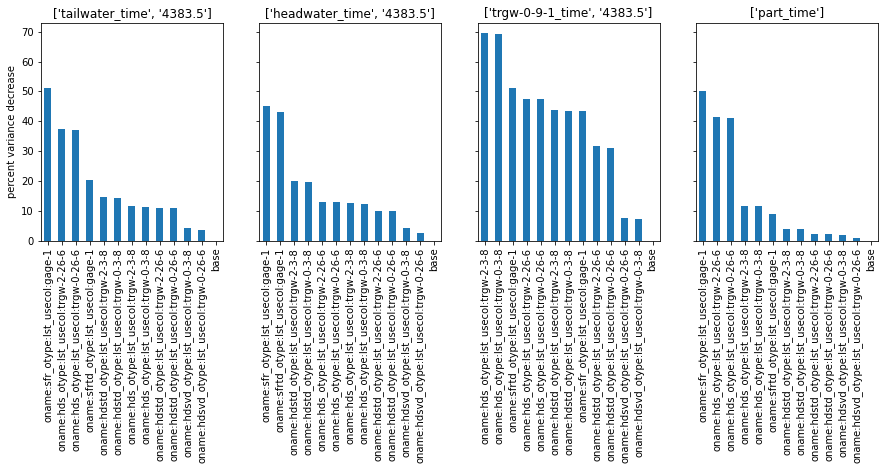 ['tailwater_time', '4383.5']
['headwater_time', '4383.5']
['trgw-0-9-1_time', '4383.5']
['part_time']
percent variance decrease
70
60
50
40
30
20
10
0
oname:sfr_otype:lst_usecol:gage-1
oname:hds_otype:lst_usecol:trgw-2-26-6
oname:hds_otype:lst_usecol:trgw-0-26-6
oname:sfrtd_otype:lst_usecol:gage-1
oname:hdstd_otype:lst_usecol:trgw-2-3-8
oname:hdstd_otype:lst_usecol:trgw-0-3-8
oname:hds_otype:lst_usecol:trgw-2-3-8
oname:hds_otype:lst_usecol:trgw-0-3-8
oname:hdstd_otype:lst_usecol:trgw-2-26-6
oname:hdstd_otype:lst_usecol:trgw-0-26-6
oname:hdsvd_otype:lst_usecol:trgw-0-3-8
oname:hdsvd_otype:lst_usecol:trgw-0-26-6
base
oname:sfr_otype:lst_usecol:gage-1
oname:sfrtd_otype:lst_usecol:gage-1
oname:hdstd_otype:lst_usecol:trgw-2-3-8
oname:hdstd_otype:lst_usecol:trgw-0-3-8
oname:hds_otype:lst_usecol:trgw-2-26-6
oname:hds_otype:lst_usecol:trgw-0-26-6
oname:hds_otype:lst_usecol:trgw-2-3-8
oname:hds_otype:lst_usecol:trgw-0-3-8
oname:hdstd_otype:lst_usecol:trgw-2-26-6
oname:hdstd_otype:lst_usecol:trgw-0-26-6
oname:hdsvd_otype:lst_usecol:trgw-0-3-8
oname:hdsvd_otype:lst_usecol:trgw-0-26-6
base
oname:hds_otype:lst_usecol:trgw-2-3-8
oname:hds_otype:lst_usecol:trgw-0-3-8
oname:sfrtd_otype:lst_usecol:gage-1
oname:hds_otype:lst_usecol:trgw-2-26-6
oname:hds_otype:lst_usecol:trgw-0-26-6
oname:hdstd_otype:lst_usecol:trgw-2-3-8
oname:hdstd_otype:lst_usecol:trgw-0-3-8
oname:sfr_otype:lst_usecol:gage-1
oname:hdstd_otype:lst_usecol:trgw-2-26-6
oname:hdstd_otype:lst_usecol:trgw-0-26-6
oname:hdsvd_otype:lst_usecol:trgw-0-3-8
oname:hdsvd_otype:lst_usecol:trgw-0-26-6
base
oname:sfr_otype:lst_usecol:gage-1
oname:hds_otype:lst_usecol:trgw-2-26-6
oname:hds_otype:lst_usecol:trgw-0-26-6
oname:hds_otype:lst_usecol:trgw-2-3-8
oname:hds_otype:lst_usecol:trgw-0-3-8
oname:sfrtd_otype:lst_usecol:gage-1
oname:hdstd_otype:lst_usecol:trgw-2-3-8
oname:hdstd_otype:lst_usecol:trgw-0-3-8
oname:hdstd_otype:lst_usecol:trgw-2-26-6
oname:hdstd_otype:lst_usecol:trgw-0-26-6
oname:hdsvd_otype:lst_usecol:trgw-0-3-8
oname:hdsvd_otype:lst_usecol:trgw-0-26-6
base